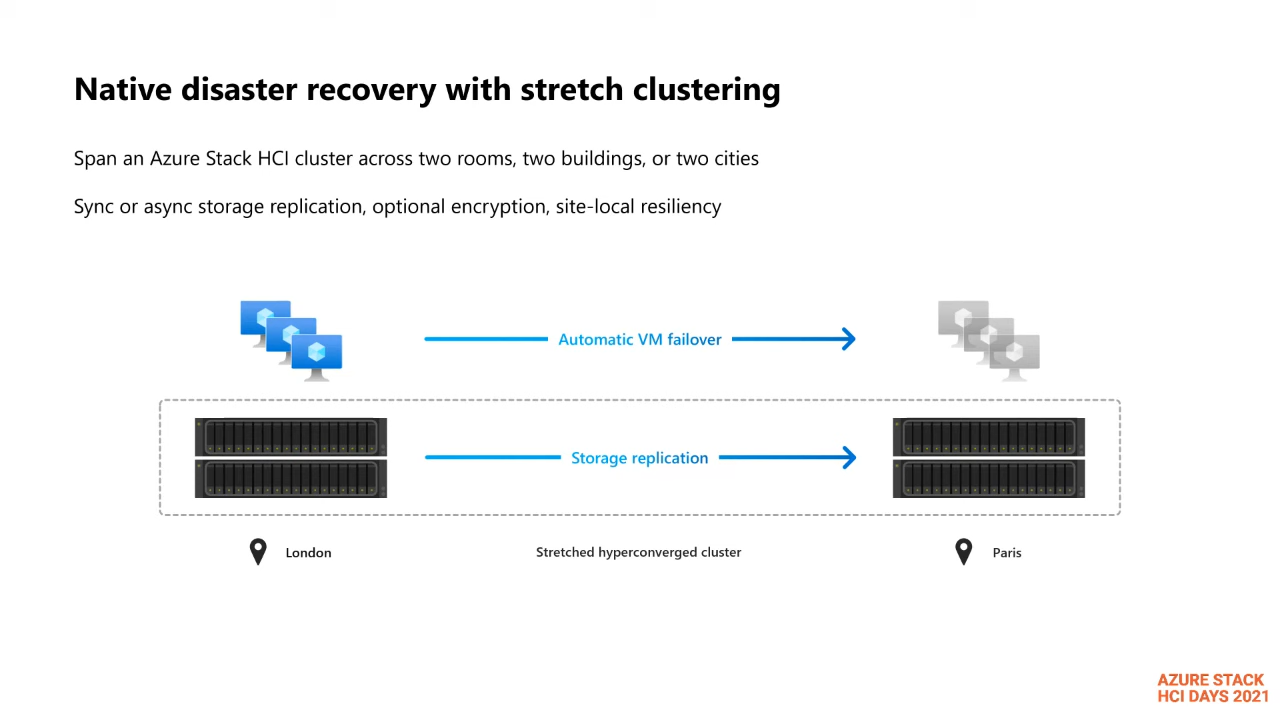 Native disaster recovery with stretch clustering
Span an Azure Stack HCI cluster across two rooms, two buildings, or two cities
Sync or async storage replication, optional encryption, site-local resiliency
Automatic VM failover
Storage replication
London
Stretched hyperconverged cluster
Paris
AZURE STACK
HCI DAYS 2021